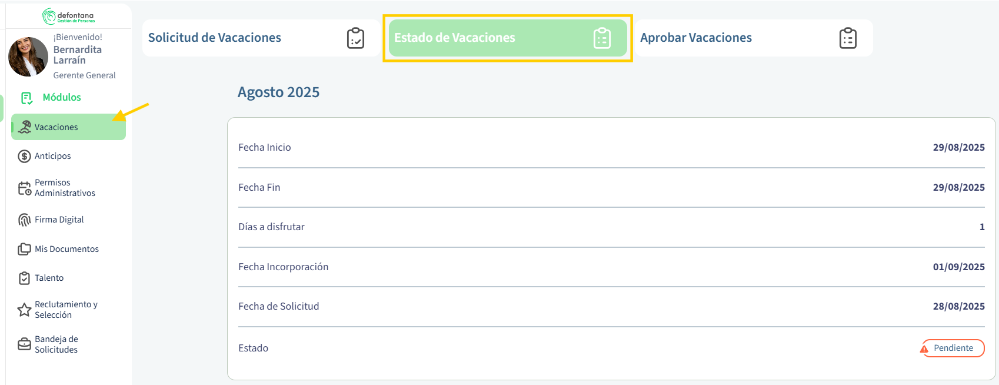 defontana
Gestión de Personas
¡Bienvenido!
Bernardita
Larraín
Gerente General
Módulos
Vacaciones
Anticipos
Permisos
Administrativos
Firma Digital
Mis Documentos
Talento
Reclutamiento y
Selección
Bandeja de
Solicitudes
Solicitud de Vacaciones
Estado de Vacaciones
Aprobar Vacaciones
Agosto 2025
Fecha Inicio 29/08/2025
Fecha Fin 29/08/2025
Días a disfrutar 1
Fecha Incorporación 01/09/2025
Fecha de Solicitud 28/08/2025
Estado Pendiente